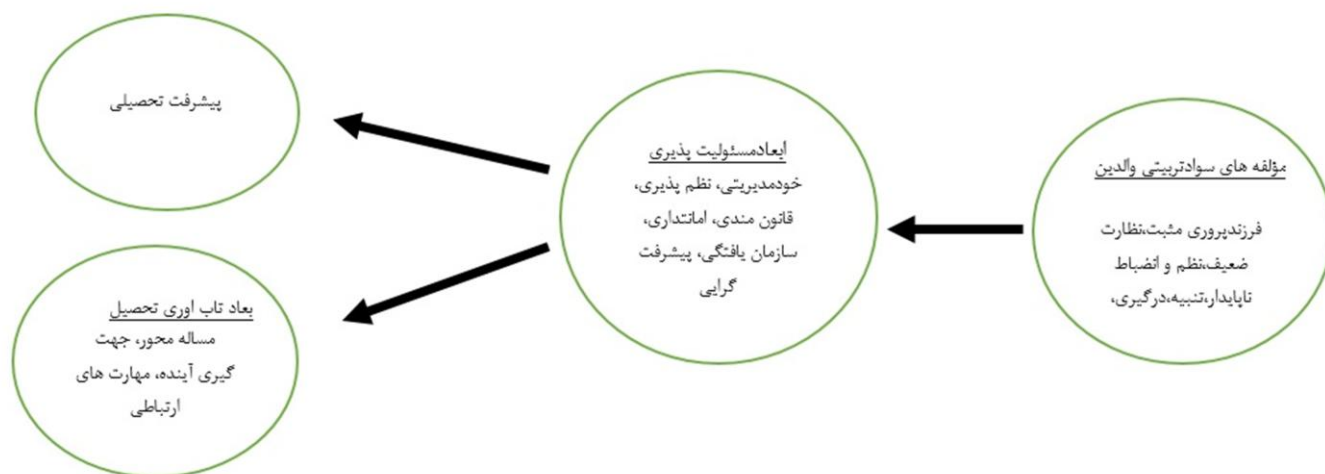 مؤلفه های سوادتربیتی والدین
فرزندپروری مثبت،نظارت
ضعیف،نظم و انضباط
ناپایدار،تنبیه،درگیری،
ابعادمسئولیت پذیری
خودمدیریتی، نظم پذیری،
قانون مندی، امانتداری،
سازمان یافتگی، پیشرفت
گرایی
پیشرفت تحصیلی
بعاد تاب اوری تحصیل
مساله محور، جهت
گیری آینده، مهارت های
ارتباطی